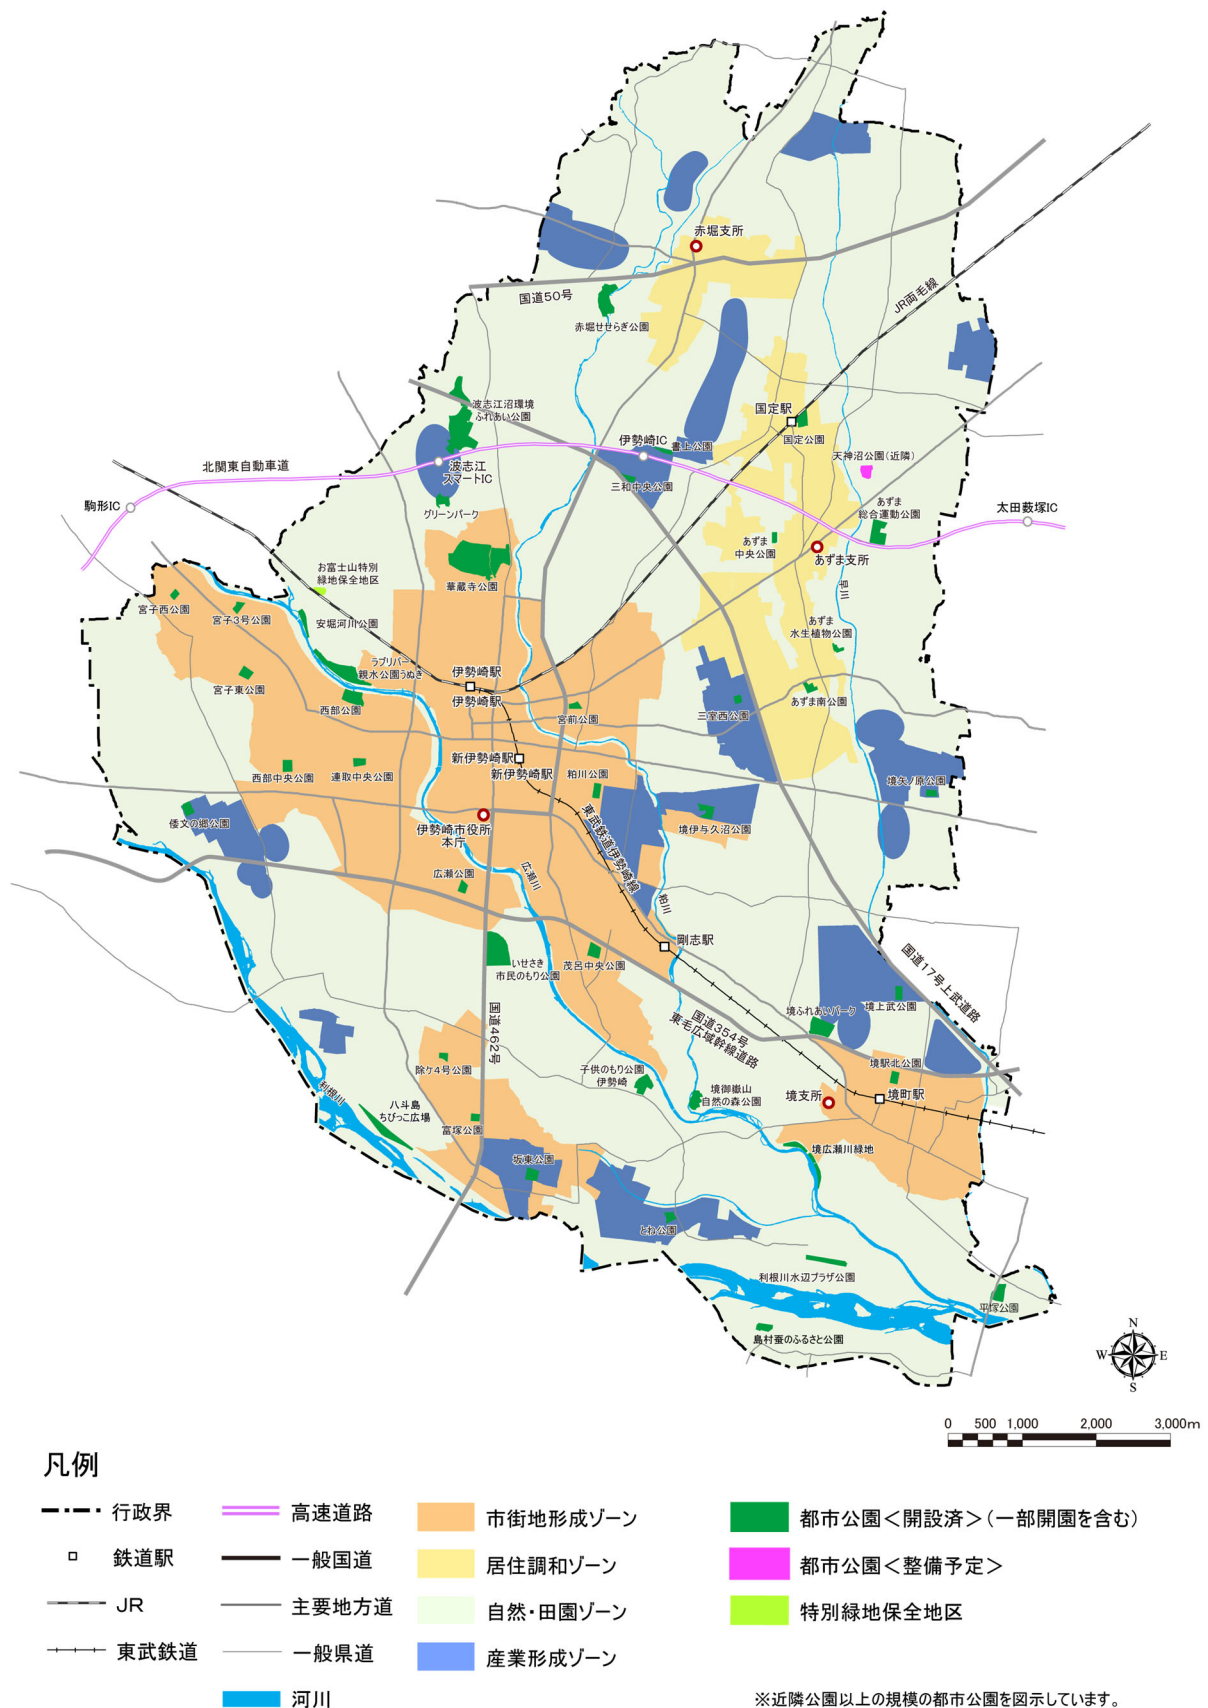 赤堀支所
国道50号
JR両毛線
赤堀せせらぎ公園
波志江沼環境
ふれあい公園
国定駅
国定公園
伊勢崎IC
書上公園
天神沼公園(近隣)
北関東自動車道
波志江
スマートIC
三和中央公園
駒形IC
グリーンパーク
あずま
総合運動公園
太田薮塚IC
あずま
中央公園
あずま支所
お富士山特別
緑地保全地区
華蔵寺公園
早川
宮子西公園
宮子3号公園
安堀河川公園
あずま
水生植物公園
ラブリバー
親水公園うぬき
伊勢崎駅
伊勢崎駅
宮子東公園
西部公園
宮前公園
三室西公園
あずま南公園
新伊勢崎駅
新伊勢崎駅
西部中央公園
連取中央公園
粕川公園
境矢ノ原公園
倭文の郷公園
伊勢崎市役所
本庁
東武鉄道伊勢崎線
境伊与久沼公園
広瀬公園
広瀬川
粕川
剛志駅
いせさき
市民のもり公園
茂呂中央公園
国道17号上武道路
境上武公園
境ふれあいパーク
国道462号
国道354号
東毛広域幹線道路
除ケ4号公園
子供のもり公園
伊勢崎
境駅北公園
利根川
八斗島
ちびっこ広場
境御嶽山
自然の森公園
境支所
境町駅
富塚公園
坂東公園
境広瀬川緑地
とね公園
利根川水辺プラザ公園
平塚公園
島村蚕のふるさと公園
N
W E
S
0 500 1,000 2,000 3,000m
凡例
行政界
鉄道駅
JR
東武鉄道
高速道路
一般国道
主要地方道
一般県道
河川
市街地形成ゾーン
居住調和ゾーン
自然・田園ゾーン
産業形成ゾーン
都市公園＜開設済＞(一部開園を含む)
都市公園＜整備予定＞
特別緑地保全地区
※近隣公園以上の規模の都市公園を図示しています。